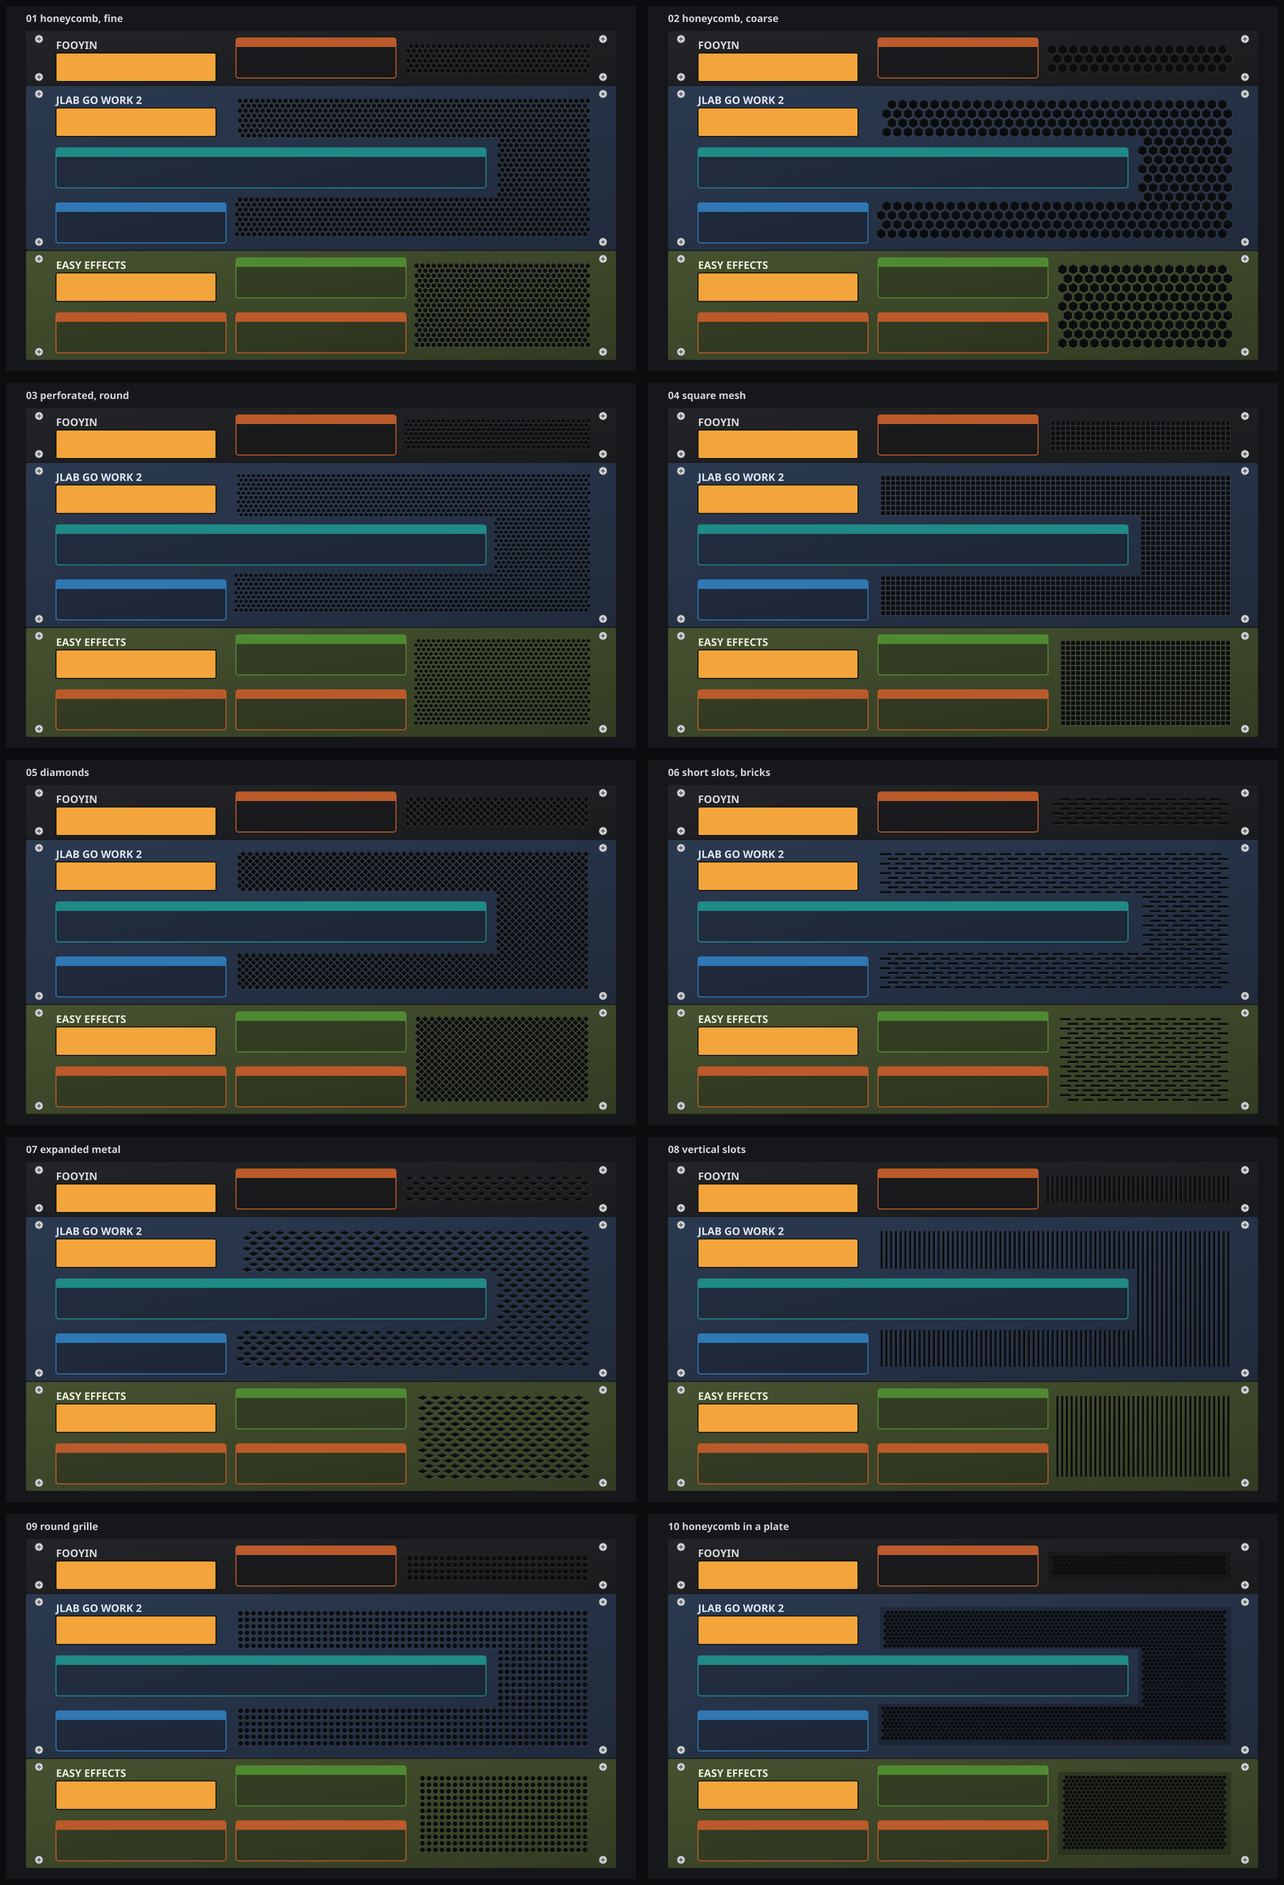 01 honeycomb, fine
FOOYIN
JLAB GO WORK 2
EASY EFFECTS
02 honeycomb, coarse
FOOYIN
JLAB GO WORK 2
EASY EFFECTS
03 perforated, round
FOOYIN
JLAB GO WORK 2
EASY EFFECTS
04 square mesh
FOOYIN
JLAB GO WORK 2
EASY EFFECTS
05 diamonds
FOOYIN
JLAB GO WORK 2
EASY EFFECTS
06 short slots, bricks
FOOYIN
JLAB GO WORK 2
EASY EFFECTS
07 expanded metal
FOOYIN
JLAB GO WORK 2
EASY EFFECTS
08 vertical slots
FOOYIN
JLAB GO WORK 2
EASY EFFECTS
09 round grille
FOOYIN
JLAB GO WORK 2
EASY EFFECTS
10 honeycomb in a plate
FOOYIN
JLAB GO WORK 2
EASY EFFECTS